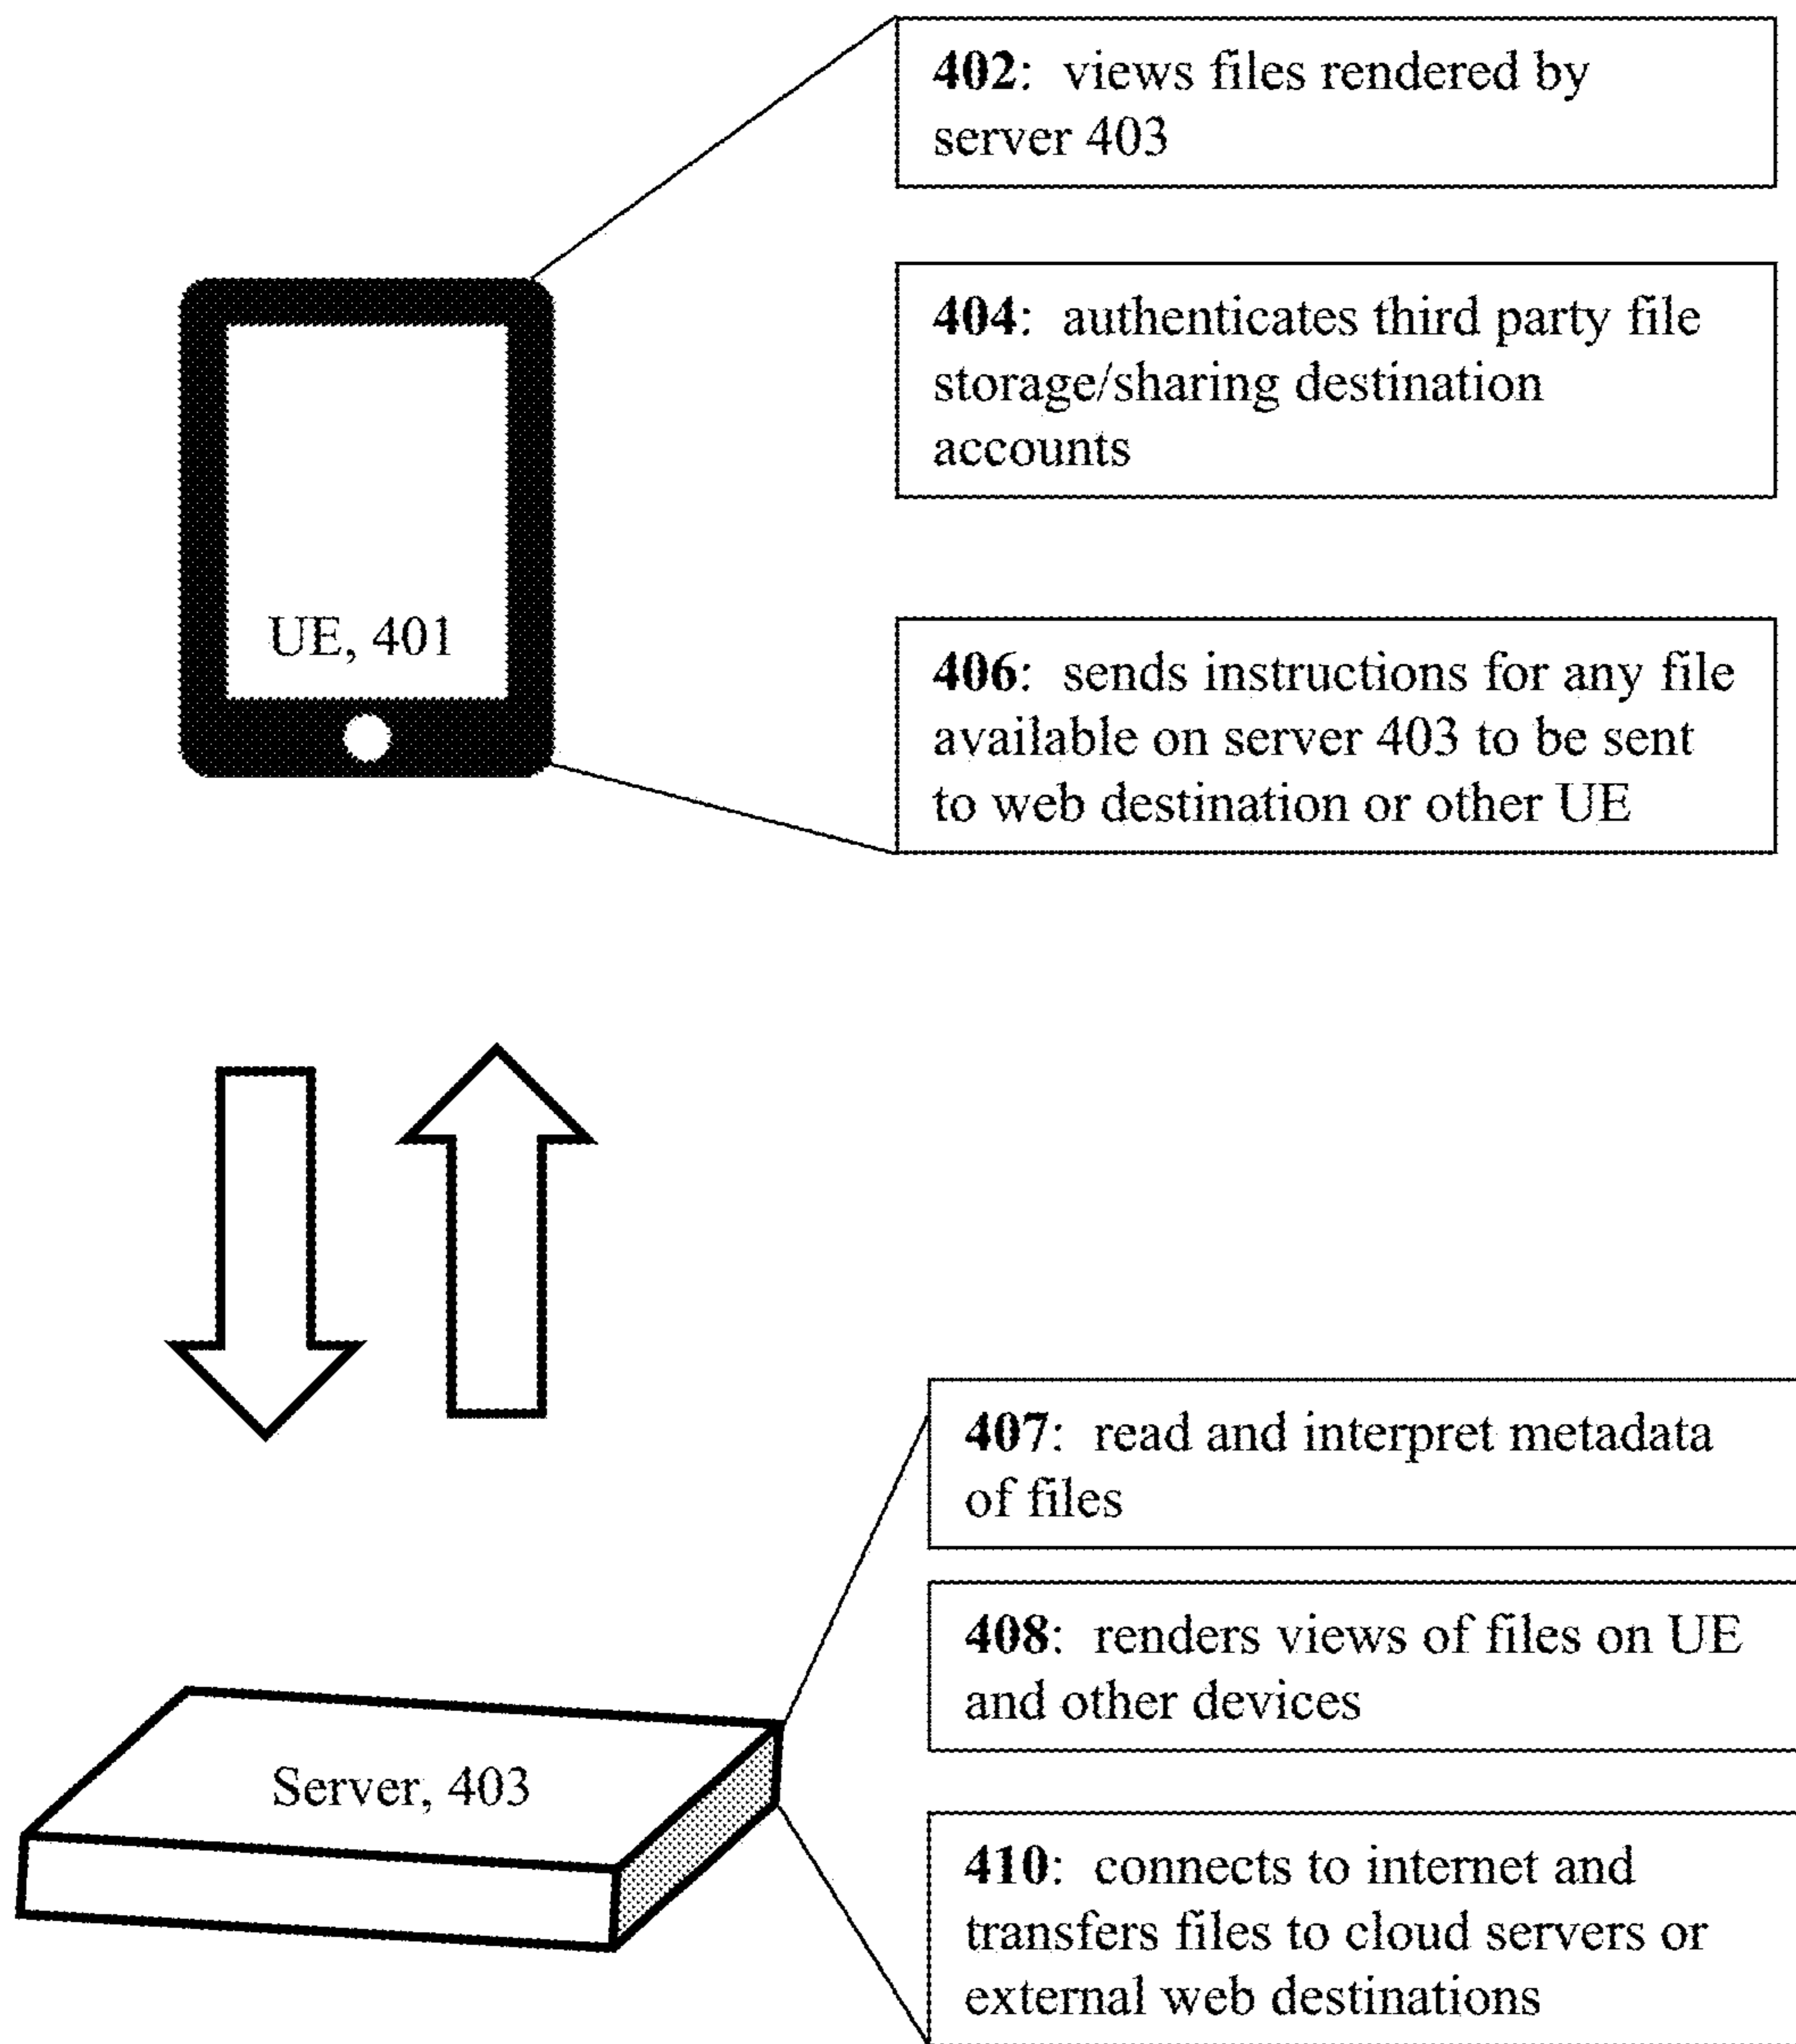 402: views files rendered by
server 403
404: authenticates third party file
storage/sharing destination
accounts
UE, 401
406: sends instructions for any file
available on server 403 to be sent
to web destination or other UE
407: read and interpret metadata
of files
408: renders views of files on UE
and other devices
Server, 403
410: connects to internet and
transfers files to cloud servers or
external web destinations